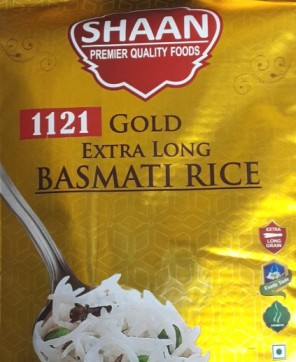 SHAAN
PREMIER QUALITY FOODS
1121 GOLD
EXTRA LONG
BASMATI RICE
EXTRA
LONG
GRAIN